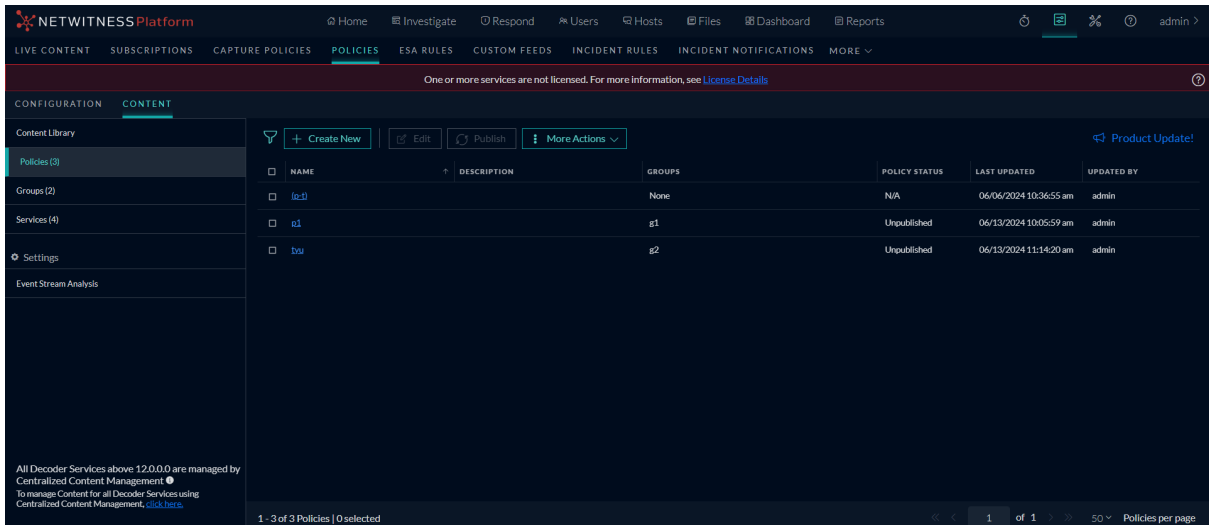 NETWITNESS Platform Home Investigate Respond Users Hosts Files Dashboard Reports admin >
LIVE CONTENT SUBSCRIPTIONS CAPTURE POLICIES POLICIES ESA RULES CUSTOM FEEDS INCIDENT RULES INCIDENT NOTIFICATIONS MORE
One or more services are not licensed. For more information, see License Details
CONFIGURATION CONTENT
Content Library
Policies (3)
Groups (2)
Services (4)
Settings
Event Stream Analysis
All Decoder Services above 12.0.0.0 are managed by
Centralized Content Management
To manage Content for all Decoder Services using
Centralized Content Management, click here.
+ Create New Edit Publish More Actions Product Update!
NAME ↑ DESCRIPTION GROUPS POLICY STATUS LAST UPDATED UPDATED BY
(p-t) None N/A 06/06/2024 10:36:55 am admin
p1 g1 Unpublished 06/13/2024 10:05:59 am admin
tyu g2 Unpublished 06/13/2024 11:14:20 am admin
1 - 3 of 3 Policies | 0 selected << < 1 of 1 > >> 50 Policies per page